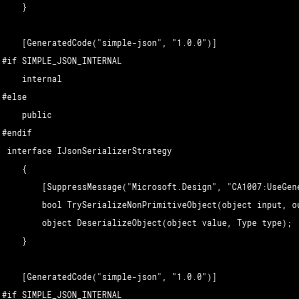 }
[GeneratedCode("simple-json", "1.0.0")]
#if SIMPLE_JSON_INTERNAL
internal
#else
public
#endif
interface IJsonSerializerStrategy
{
[SuppressMessage("Microsoft.Design", "CA1007:UseGene
bool TrySerializeNonPrimitiveObject(object input, ou
object DeserializeObject(object value, Type type);
}
[GeneratedCode("simple-json", "1.0.0")]
#if SIMPLE_JSON_INTERNAL